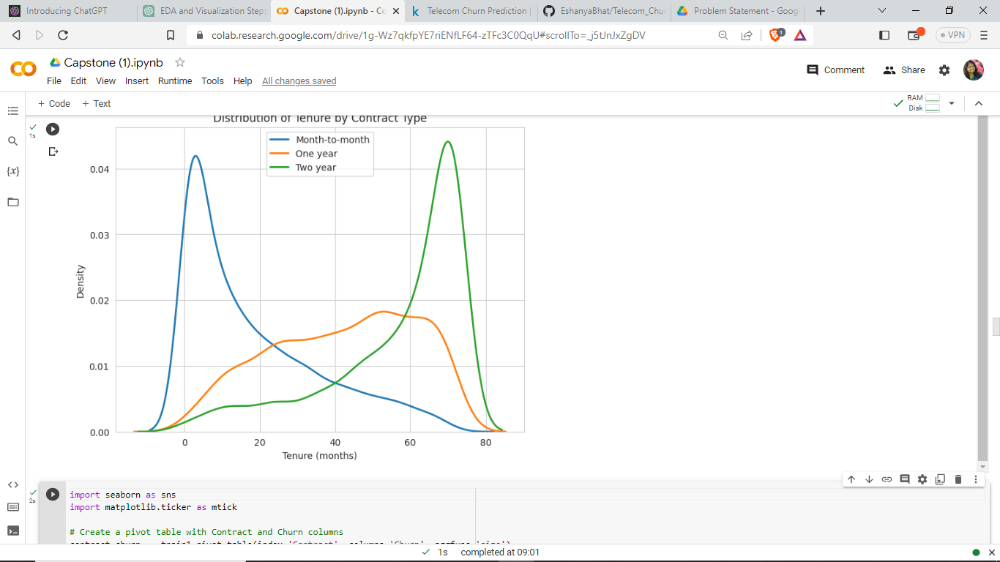 Introducing ChatGPT
EDA and Visualization Steps
Capstone (1).ipynb - Co
Telecom Churn Prediction |
EshanyaBhat/Telecom_Chur
Problem Statement - Goog
colab.research.google.com/drive/1g-Wz7qkfpYE7riENfLF64-zTFc3C0QqU#scrollTo=_j5tJnJxZgDV
1
VPN
Capstone (1).ipynb
File Edit View Insert Runtime Tools Help All changes saved
Comment
Share
+ Code + Text
RAM
Disk
1s
Distribution of Tenure by Contract Type
Month-to-month
One year
Two year
0.04
0.03
0.02
0.01
0.00
Density
0 20 40 60 80
Tenure (months)
2s
import seaborn as sns
import matplotlib.ticker as mtick
# Create a pivot table with Contract and Churn columns
1s completed at 09:01